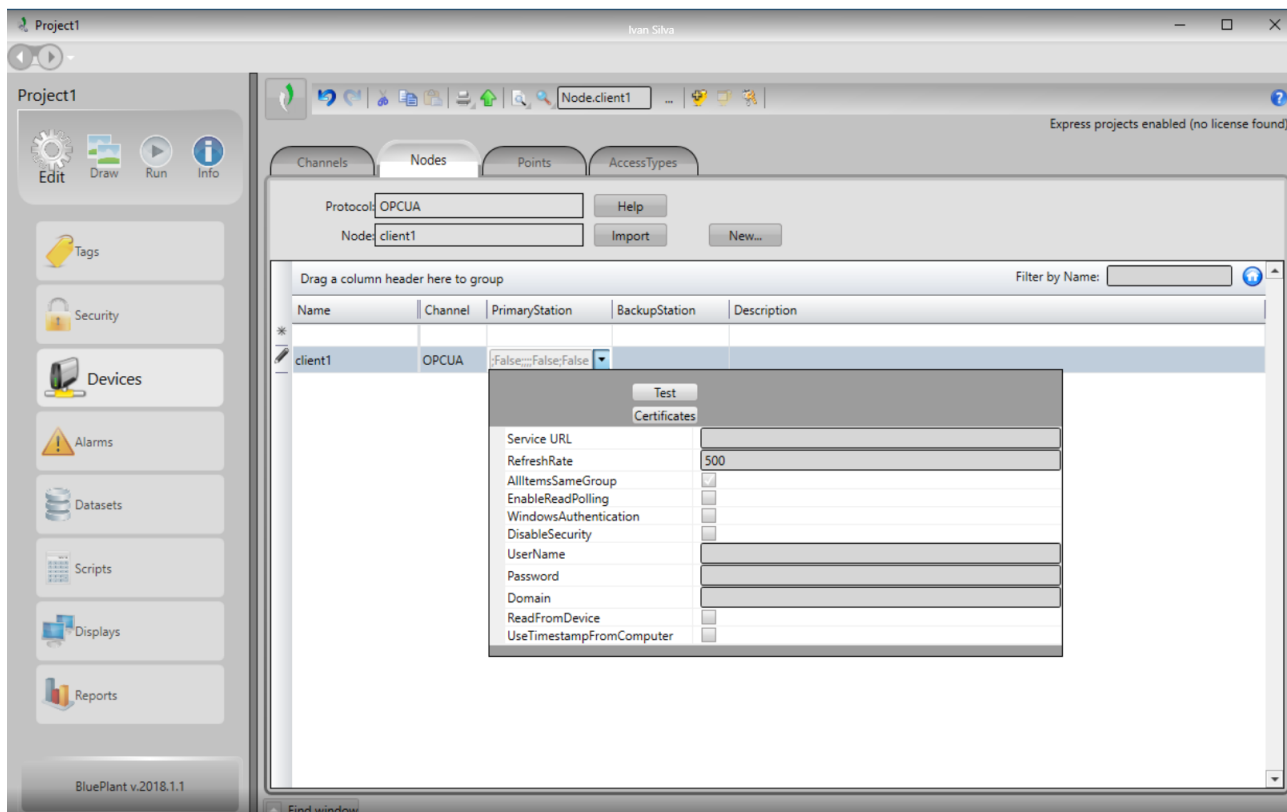 Project1
Ivan Silva
Project1
Edit
Draw
Run
Info
Tags
Security
Devices
Alarms
Datasets
Scripts
Displays
Reports
BluePlant v.2018.1.1
Node.client1
...
Express projects enabled (no license found)
Channels
Nodes
Points
AccessTypes
Protocol: OPCUA
Help
Node: client1
Import
New...
Drag a column header here to group
Filter by Name:
Name Channel PrimaryStation BackupStation Description
client1 OPCUA ;False;;;;False;False
Test
Certificates
Service URL
RefreshRate 500
AllItemsSameGroup
EnableReadPolling
WindowsAuthentication
DisableSecurity
UserName
Password
Domain
ReadFromDevice
UseTimestampFromComputer
Find window